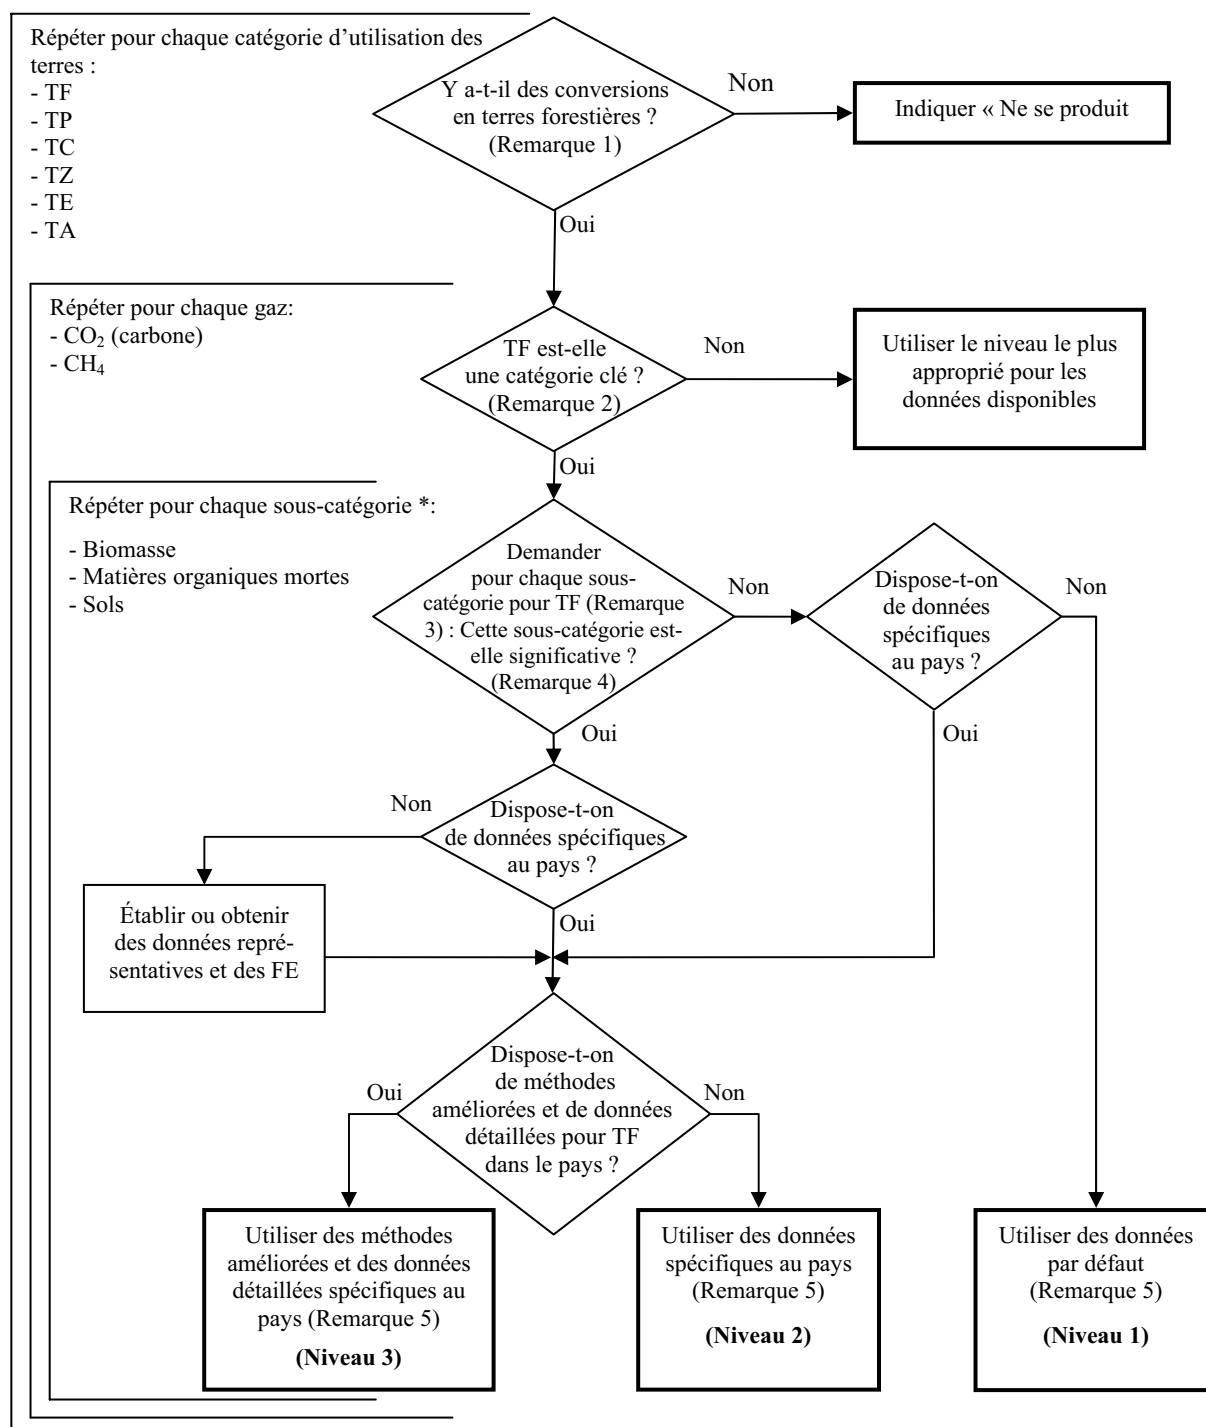 Répéter pour chaque catégorie d’utilisation des
terres :
- TF
- TP
- TC
- TZ
- TE
- TA
Y a-t-il des conversions
en terres forestières ?
(Remarque 1)
Non
Indiquer « Ne se produit
Oui
Répéter pour chaque gaz:
- CO₂ (carbone)
- CH₄
TF est-elle
une catégorie clé ?
(Remarque 2)
Non
Utiliser le niveau le plus
approprié pour les
données disponibles
Oui
Répéter pour chaque sous-catégorie *:
- Biomasse
- Matières organiques mortes
- Sols
Demander
pour chaque sous-
catégorie pour TF (Remarque
3) : Cette sous-catégorie est-
elle significative ?
(Remarque 4)
Non
Dispose-t-on
de données
spécifiques
au pays ?
Non
Oui
Oui
Dispose-t-on
de données spécifiques
au pays ?
Non
Établir ou obtenir
des données repré-
sentatives et des FE
Oui
Dispose-t-on
de méthodes
améliorées et de données
détaillées pour TF
dans le pays ?
Oui
Non
Utiliser des méthodes
améliorées et des données
détaillées spécifiques au
pays (Remarque 5)
(Niveau 3)
Utiliser des données
spécifiques au pays
(Remarque 5)
(Niveau 2)
Utiliser des données
par défaut
(Remarque 5)
(Niveau 1)